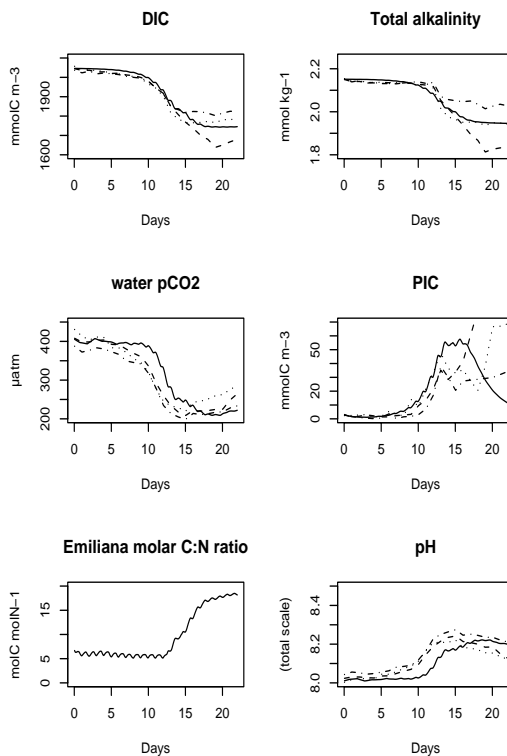 DIC
mmolC m−3
1600
1900
0 5 10 15 20
Days
Total alkalinity
mmol kg−1
1.8
2.0
2.2
0 5 10 15 20
Days
water pCO2
µatm
200
300
400
0 5 10 15 20
Days
PIC
mmolC m−3
0
20
50
0 5 10 15 20
Days
Emiliana molar C:N ratio
molC molN−1
0
5
15
0 5 10 15 20
Days
pH
(total scale)
8.0
8.2
8.4
0 5 10 15 20
Days